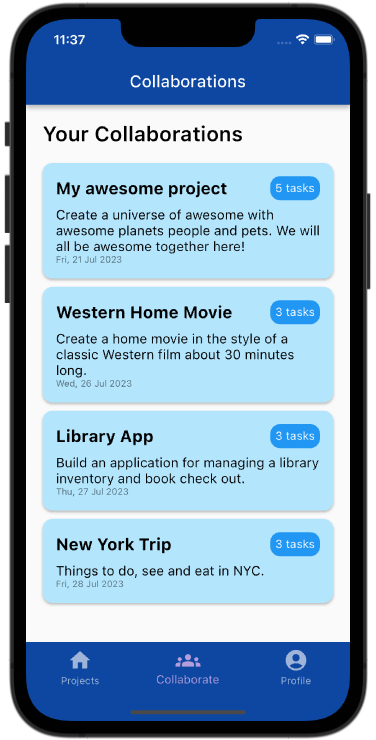 11:37
Collaborations
Your Collaborations
My awesome project
5 tasks
Create a universe of awesome with
awesome planets people and pets. We will
all be awesome together here!
Fri, 21 Jul 2023
Western Home Movie
3 tasks
Create a home movie in the style of a
classic Western film about 30 minutes
long.
Wed, 26 Jul 2023
Library App
3 tasks
Build an application for managing a library
inventory and book check out.
Thu, 27 Jul 2023
New York Trip
3 tasks
Things to do, see and eat in NYC.
Fri, 28 Jul 2023
Projects
Collaborate
Profile